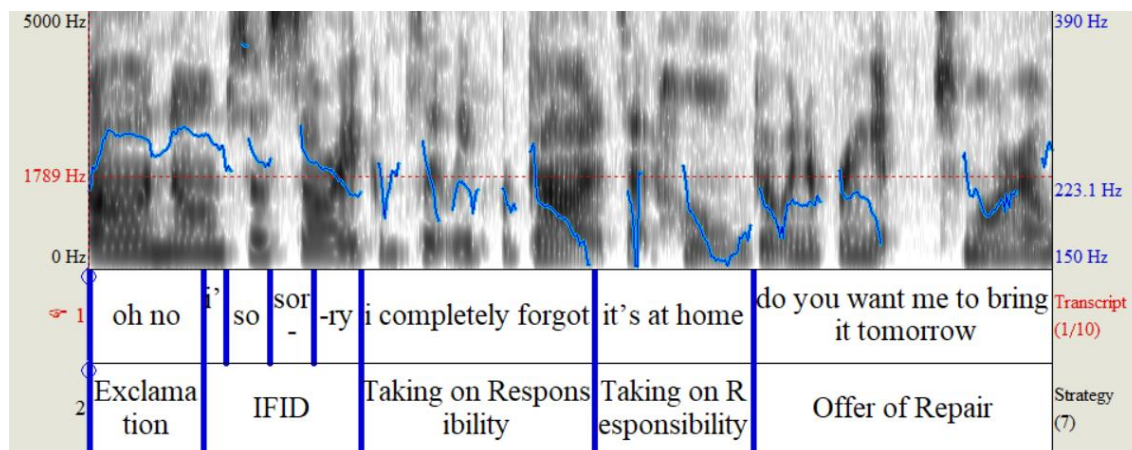 5000 Hz
390 Hz
1789 Hz
223.1 Hz
0 Hz
150 Hz
1
oh no
i'
so
sor
-
-ry
i completely forgot
it's at home
do you want me to bring
it tomorrow
Transcript
(1/10)
2
Exclama
tion
IFID
Taking on Respons
ibility
Taking on R
esponsibility
Offer of Repair
Strategy
(7)